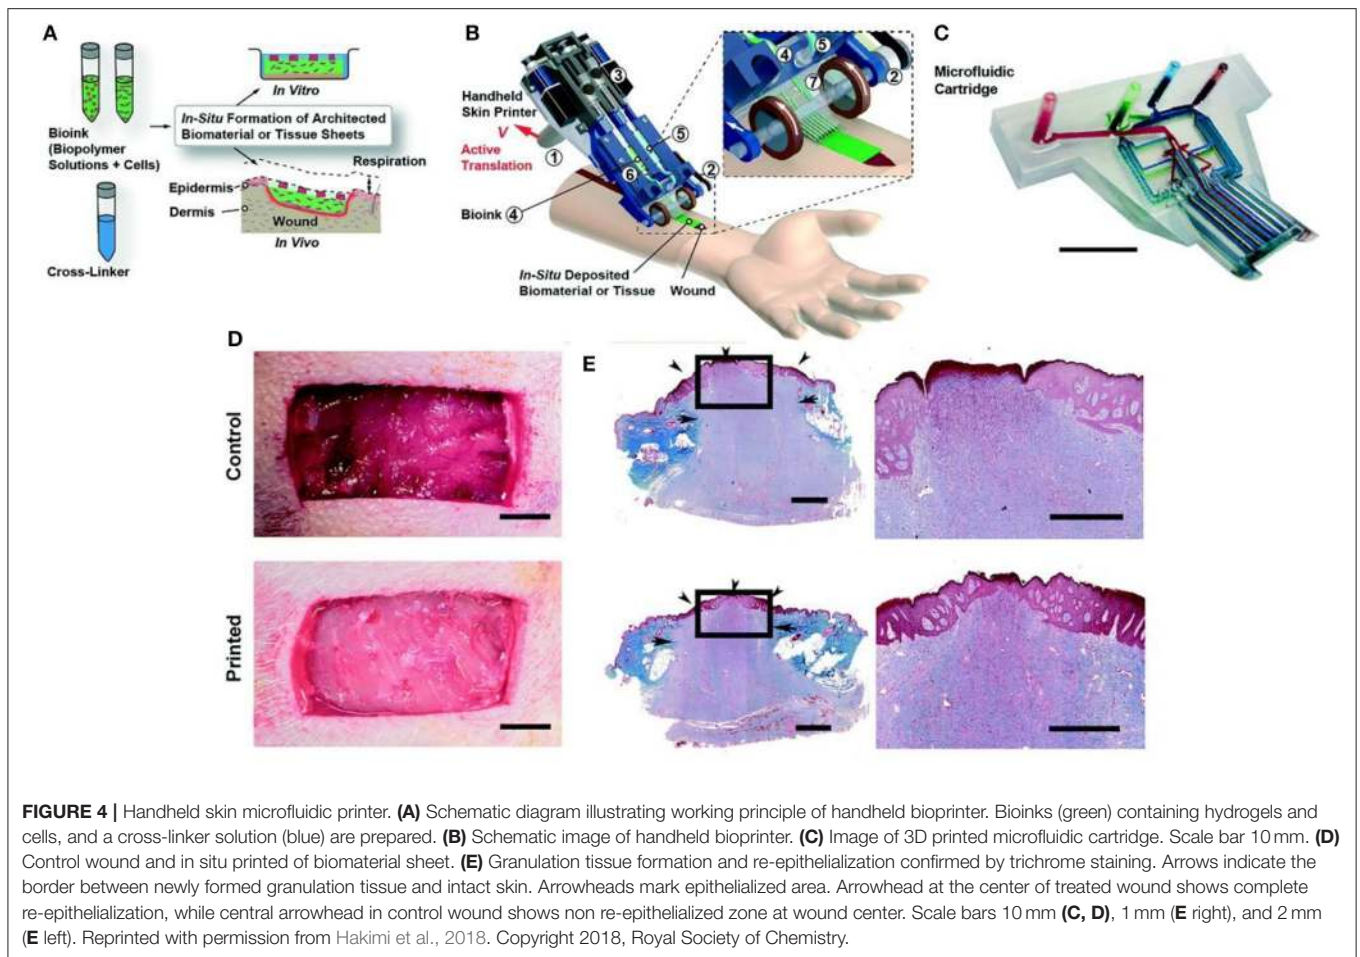 A
Bioink
(Biopolymer
Solutions + Cells)
Cross-Linker
In Vitro
In-Situ Formation of Architected
Biomaterial or Tissue Sheets
Respiration
Epidermis
Dermis
Wound
In Vivo
B
Handheld
Skin Printer
V
Active
Translation
Bioink 4
1
2
3
5
6
4
5
7
2
In-Situ Deposited
Biomaterial or Tissue
Wound
C
Microfluidic
Cartridge
D
Control
Printed
E
FIGURE 4 | Handheld skin microfluidic printer. (A) Schematic diagram illustrating working principle of handheld bioprinter. Bioinks (green) containing hydrogels and
cells, and a cross-linker solution (blue) are prepared. (B) Schematic image of handheld bioprinter. (C) Image of 3D printed microfluidic cartridge. Scale bar 10 mm. (D)
Control wound and in situ printed of biomaterial sheet. (E) Granulation tissue formation and re-epithelialization confirmed by trichrome staining. Arrows indicate the
border between newly formed granulation tissue and intact skin. Arrowheads mark epithelialized area. Arrowhead at the center of treated wound shows complete
re-epithelialization, while central arrowhead in control wound shows non re-epithelialized zone at wound center. Scale bars 10 mm (C, D), 1 mm (E right), and 2 mm
(E left). Reprinted with permission from Hakimi et al., 2018. Copyright 2018, Royal Society of Chemistry.